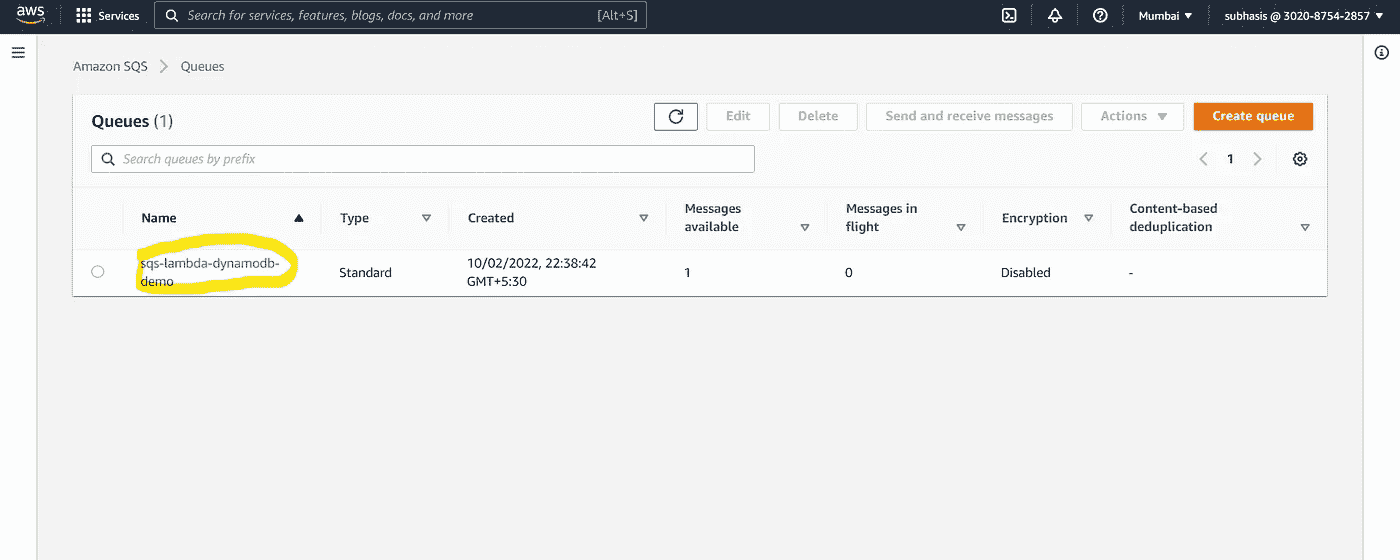 aws Services Search for services, features, blogs, docs, and more [Alt+S] Mumbai subhasis @ 3020-8754-2857
Amazon SQS Queues
Queues (1) Edit Delete Send and receive messages Actions Create queue
Search queues by prefix 1
Name Type Created Messages available Messages in flight Encryption Content-based deduplication
sqs-lambda-dynamodb-
demo
Standard
10/02/2022, 22:38:42
GMT+5:30
1 0 Disabled -